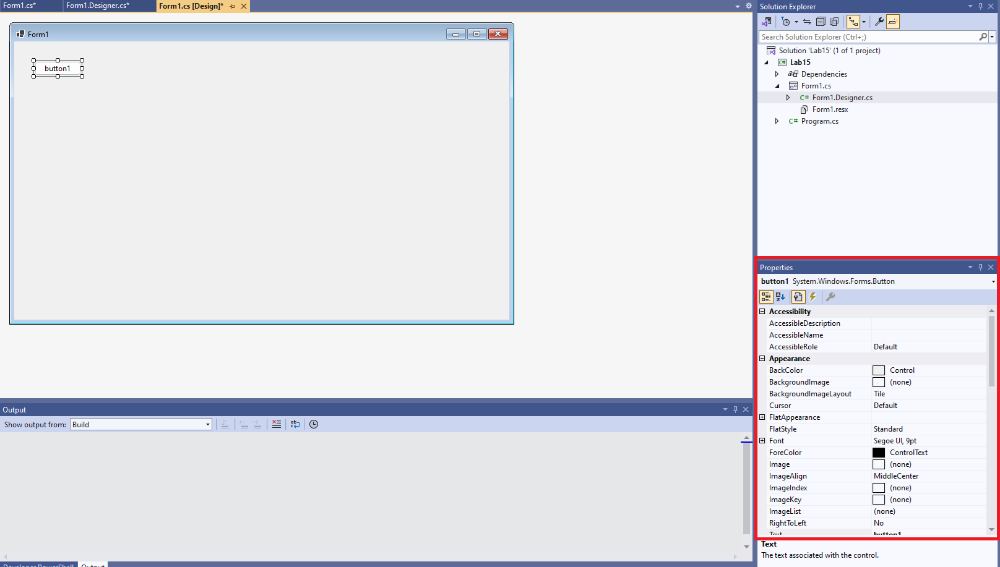 Form1.cs*
Form1.Designer.cs*
Form1.cs [Design]*
Form1
button1
Output
Show output from:
Build
Developer PowerShell
Output
Solution Explorer
Search Solution Explorer (Ctrl+;)
Solution 'Lab15' (1 of 1 project)
C# Lab15
Dependencies
Form1.cs
C# Form1.Designer.cs
Form1.resx
C# Program.cs
Properties
button1 System.Windows.Forms.Button
Accessibility
AccessibleDescription
AccessibleName
AccessibleRole Default
Appearance
BackColor Control
BackgroundImage (none)
BackgroundImageLayout Tile
Cursor Default
FlatAppearance
FlatStyle Standard
Font Segoe UI, 9pt
ForeColor ControlText
Image (none)
ImageAlign MiddleCenter
ImageIndex (none)
ImageKey (none)
ImageList (none)
RightToLeft No
Text button1
Text
The text associated with the control.